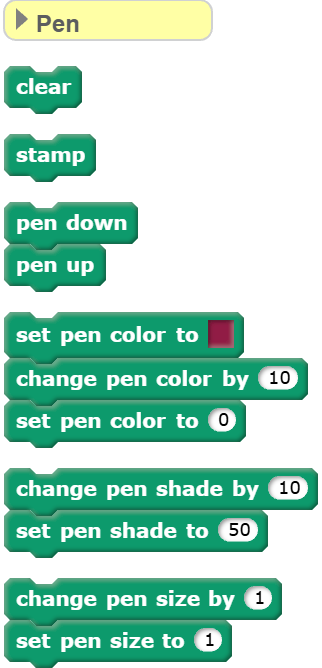 Pen
clear
stamp
pen down
pen up
set pen color to
change pen color by 10
set pen color to 0
change pen shade by 10
set pen shade to 50
change pen size by 1
set pen size to 1